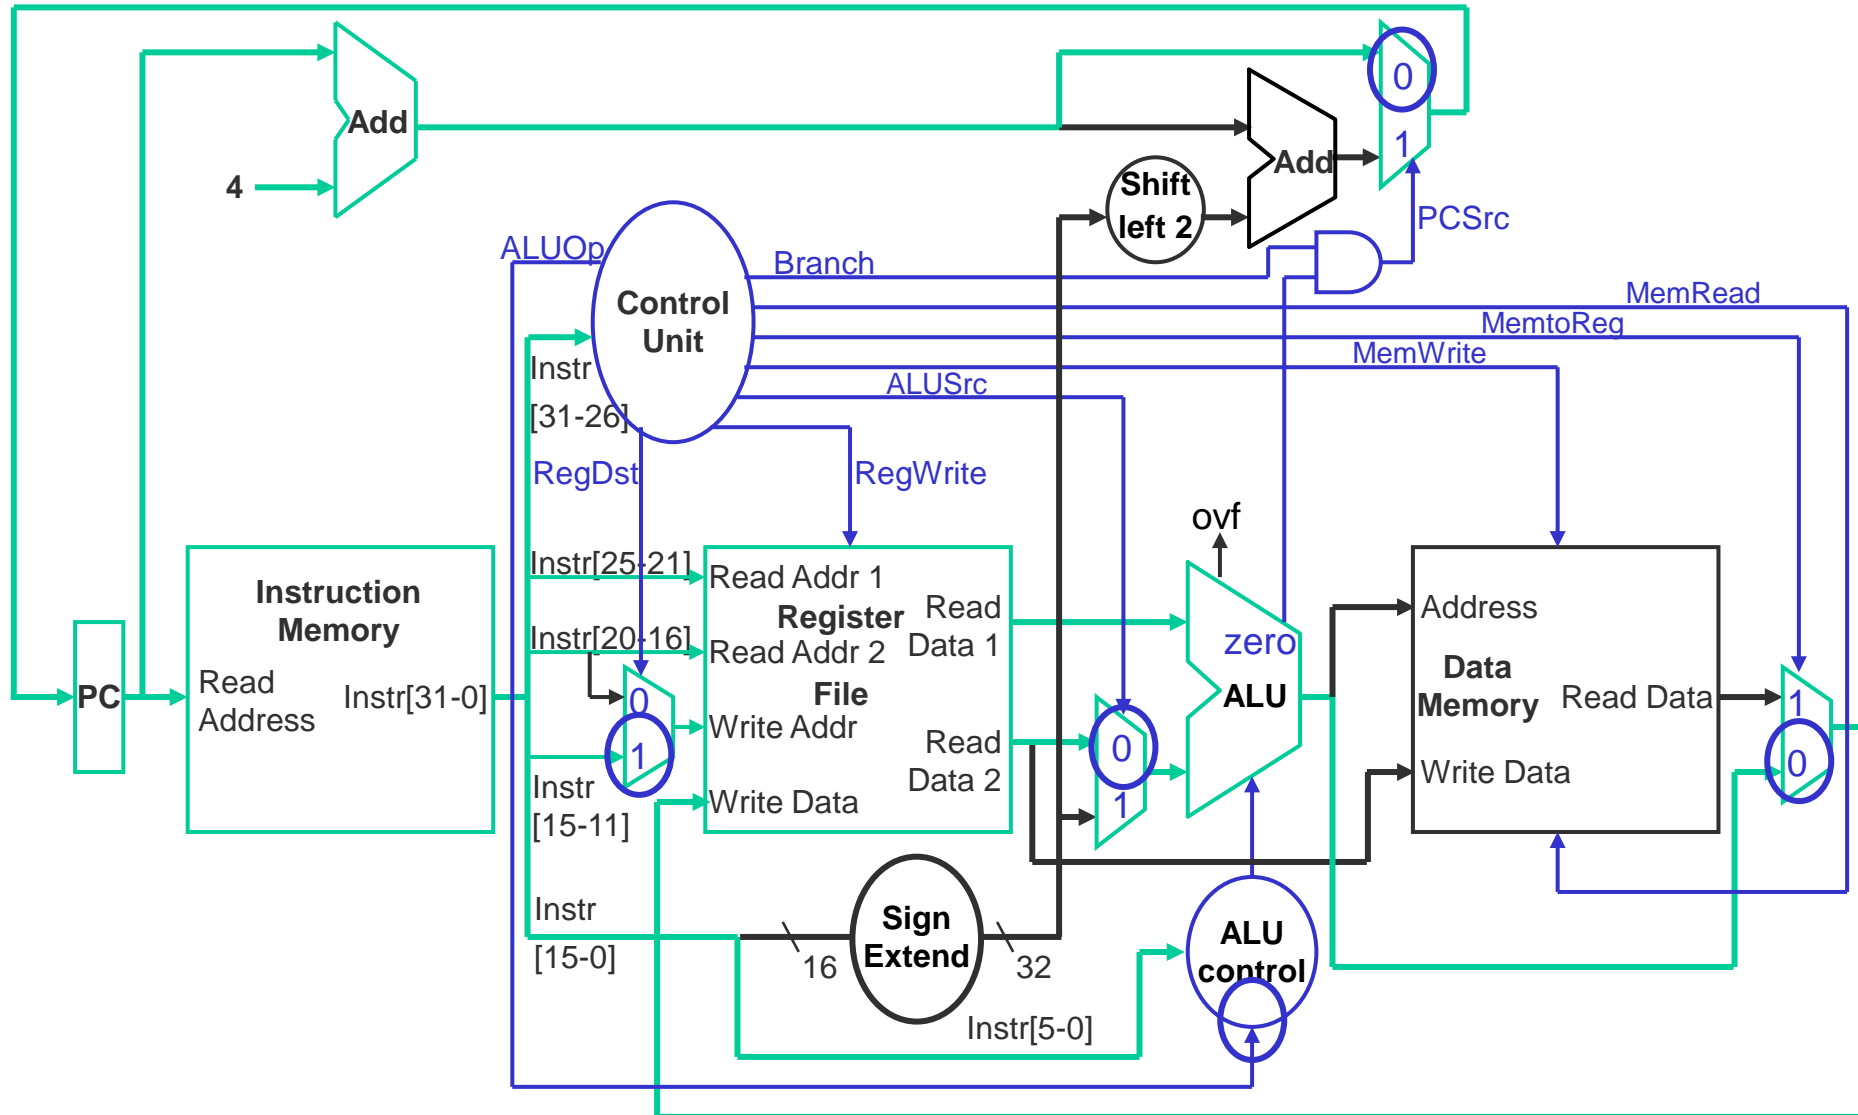 0
Add
1
Add
4
Shift
left 2
PCSrc
ALUOp
Branch
MemRead
Control
Unit
MemtoReg
MemWrite
Instr
[31-26]
ALUSrc
RegDst
RegWrite
ovf
Instruction
Memory
Read
Address
Instr[31-0]
PC
Instr[25-21]
Read Addr 1
Register
Read
Data 1
Instr[20-16]
Read Addr 2
File
0
1
Write Addr
Read
Data 2
Write Data
Instr
[15-11]
0
1
zero
ALU
Address
Data
Memory
Read Data
Write Data
1
0
Instr
[15-0]
16
Sign
Extend
32
ALU
control
Instr[5-0]